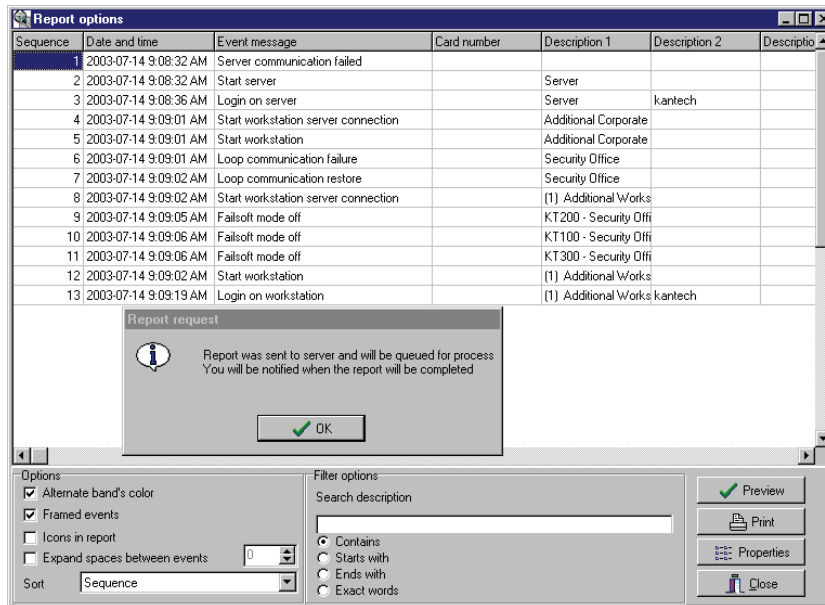 Report options
Sequence Date and time Event message Card number Description 1 Description 2 Descriptio
1 2003-07-14 9:08:32 AM Server communication failed
2 2003-07-14 9:08:32 AM Start server Server
3 2003-07-14 9:08:36 AM Login on server Server kantech
4 2003-07-14 9:09:01 AM Start workstation server connection Additional Corporate
5 2003-07-14 9:09:01 AM Start workstation Additional Corporate
6 2003-07-14 9:09:01 AM Loop communication failure Security Office
7 2003-07-14 9:09:02 AM Loop communication restore Security Office
8 2003-07-14 9:09:02 AM Start workstation server connection (1) Additional Works
9 2003-07-14 9:09:05 AM Failsoft mode off KT200 - Security Offi
10 2003-07-14 9:09:06 AM Failsoft mode off KT100 - Security Offi
11 2003-07-14 9:09:06 AM Failsoft mode off KT300 - Security Offi
12 2003-07-14 9:09:02 AM Start workstation (1) Additional Works
13 2003-07-14 9:09:19 AM Login on workstation (1) Additional Works kantech
Report request
Report was sent to server and will be queued for process
You will be notified when the report will be completed
OK
Options
Alternate band's color
Framed events
Icons in report
Expand spaces between events 0
Sort Sequence
Filter options
Search description
Contains
Starts with
Ends with
Exact words
Preview
Print
Properties
Close